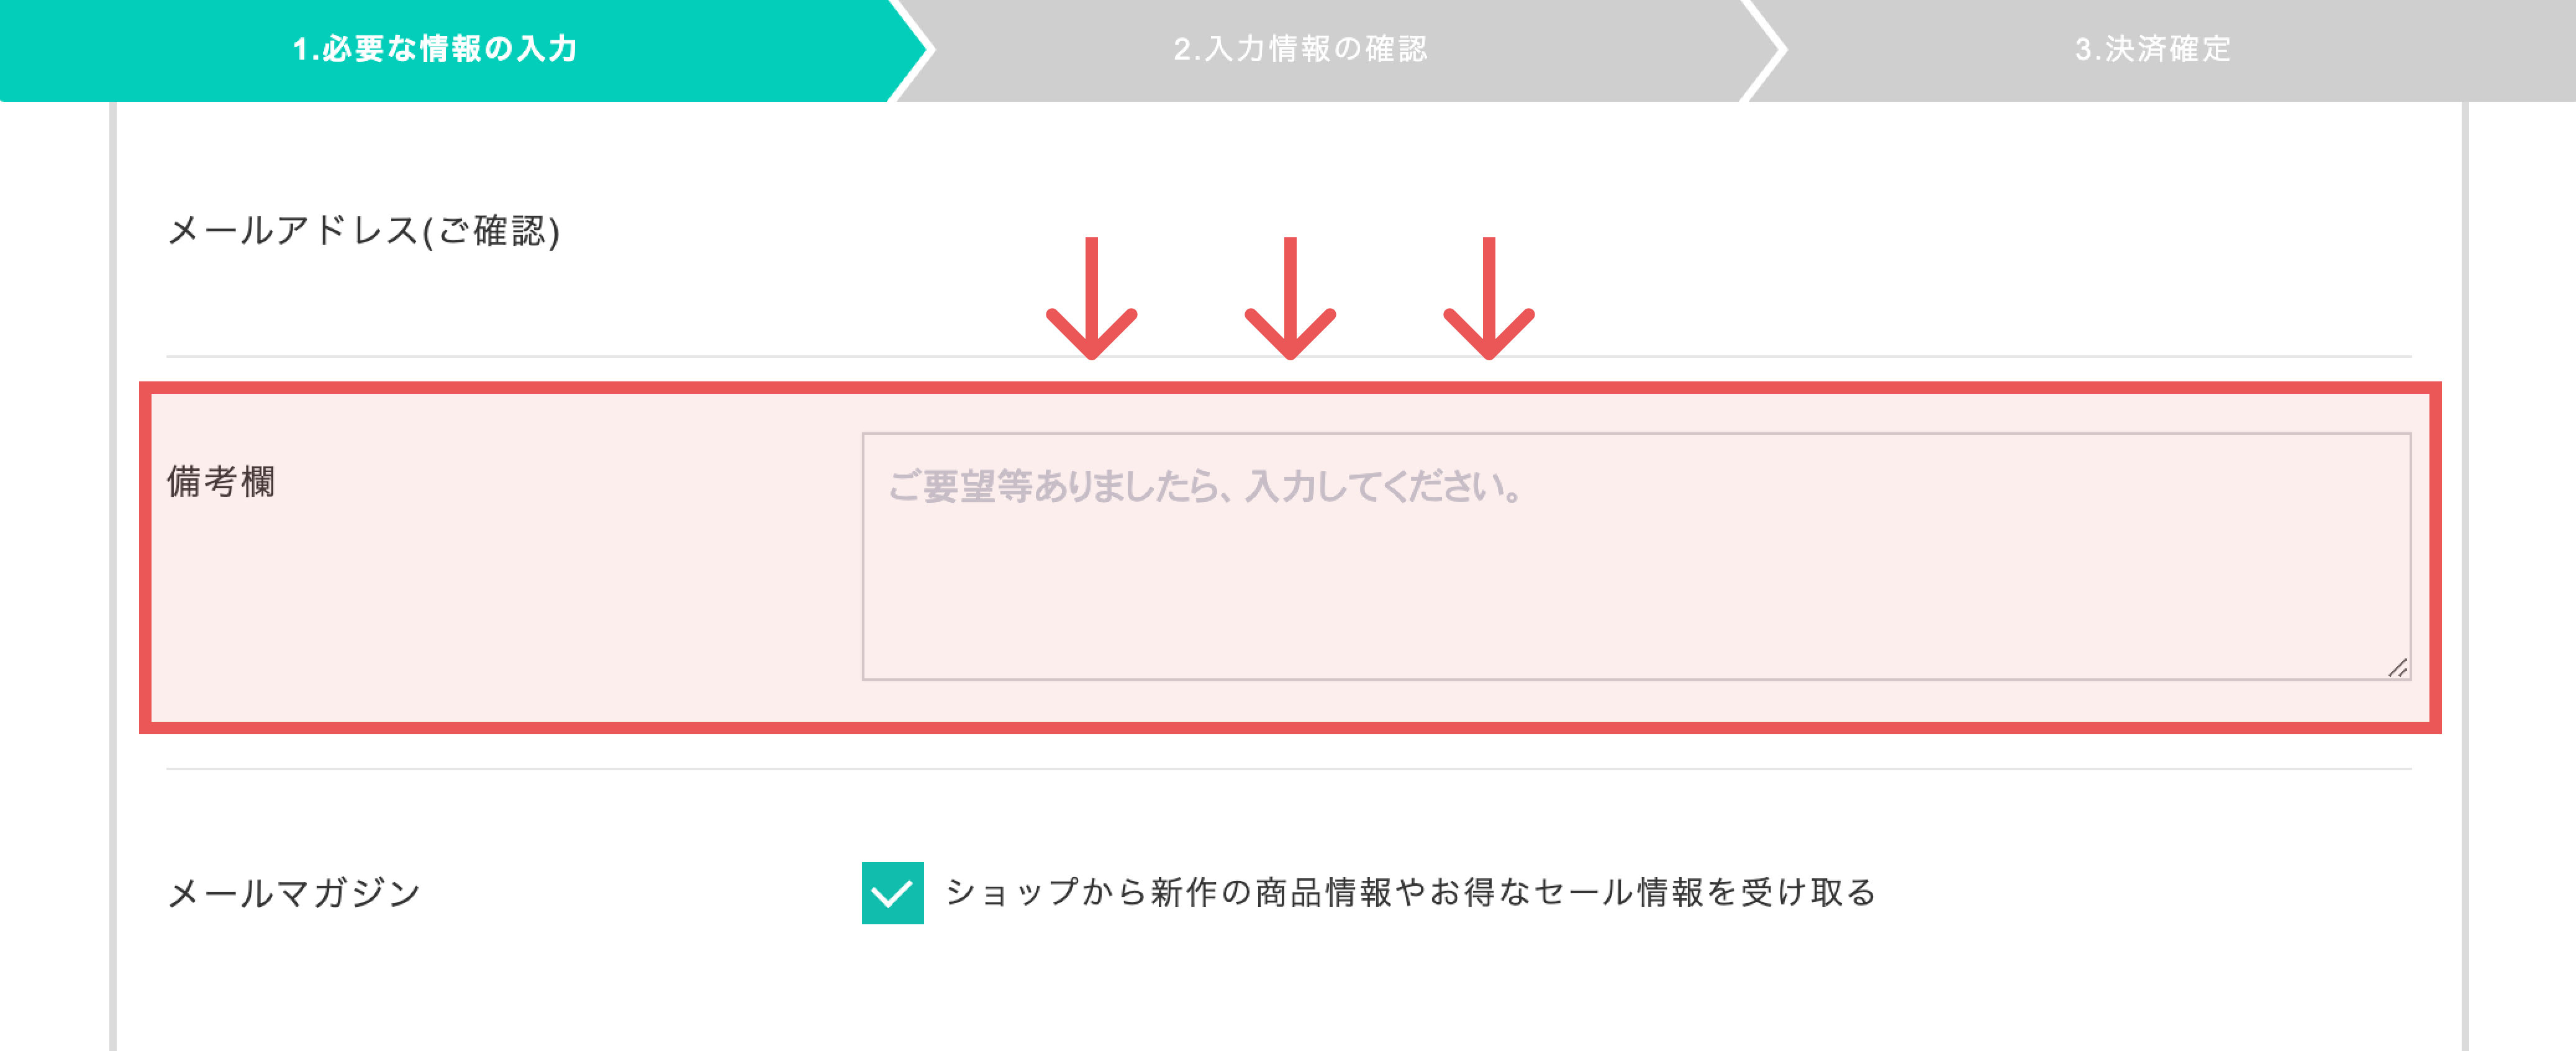 1.必要な情報の入力
2.入力情報の確認
3.決済確定
メールアドレス(ご確認)
備考欄
ご要望等ありましたら、入力してください。
メールマガジン
ショップから新作の商品情報やお得なセール情報を受け取る